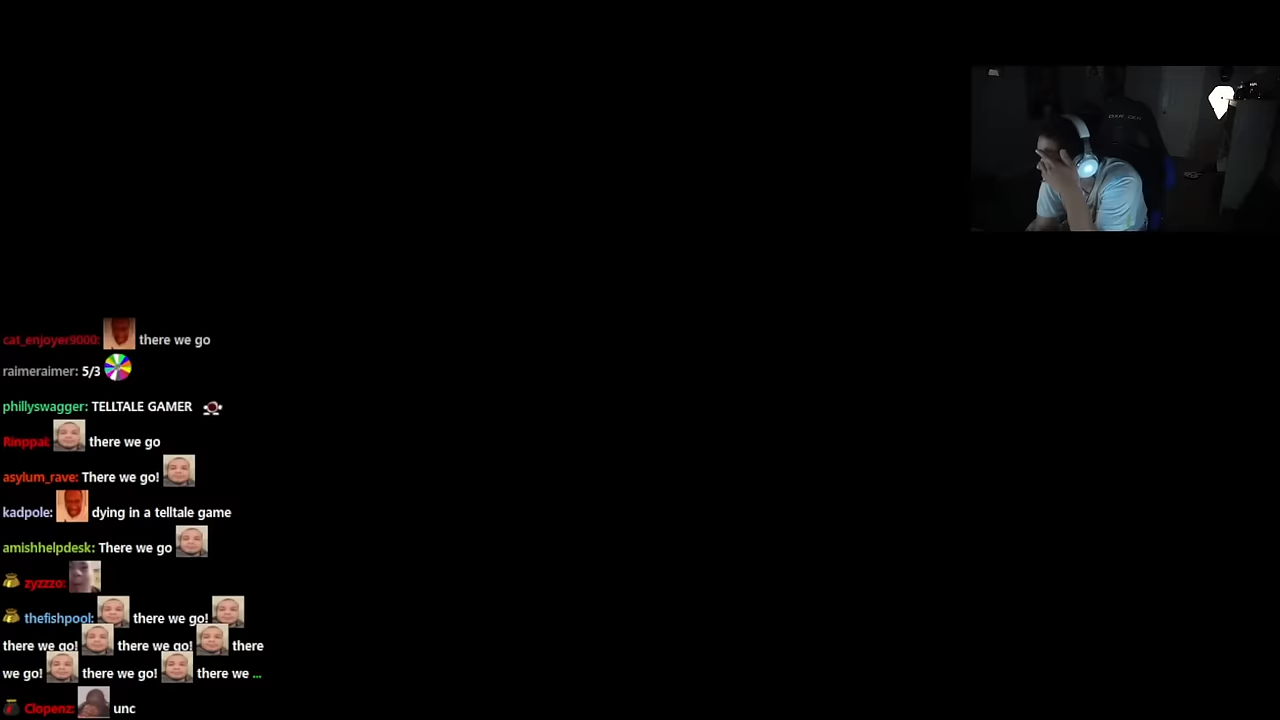 cat_enjoyer9000: there we go
raimeraimer: 5/3
phillyswagger: TELLTALE GAMER
Rinppai: there we go
asylum_rave: There we go!
kadpole: dying in a telltale game
amishhelpdesk: There we go
zyzzzo:
thefishpool: there we go!
there we go! there we go! there
we go! there we go! there we ...
Clopenz: unc